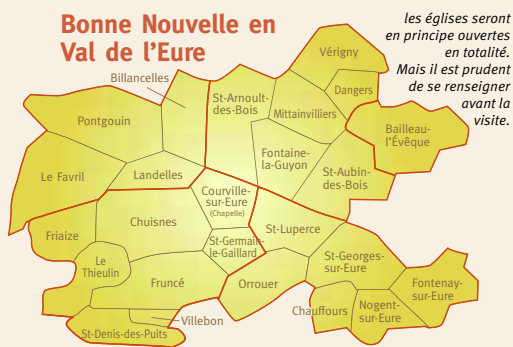 Bonne Nouvelle en
Val de l'Eure
les églises seront
en principe ouvertes
en totalité.
Mais il est prudent
de se renseigner
avant la
visite.
Vérigny
Billancelles
St-Arnoult-
des-Bois
Dangers
Mittainvilliers
Pontgouin
Bailleau-
l'Évêque
Fontaine-
la-Guyon
Le Favril
Landelles
St-Aubin-
des-Bois
Courville-
sur-Eure
(Chapelle)
Chuisnes
St-Luperce
Friaize
St-Germain-
le-Gaillard
St-Georges-
sur-Eure
Le
Thieulin
Fruncé
Orrouer
Fontenay-
sur-Eure
Chauffours
Nogent-
sur-Eure
Villebon
St-Denis-des-Puits